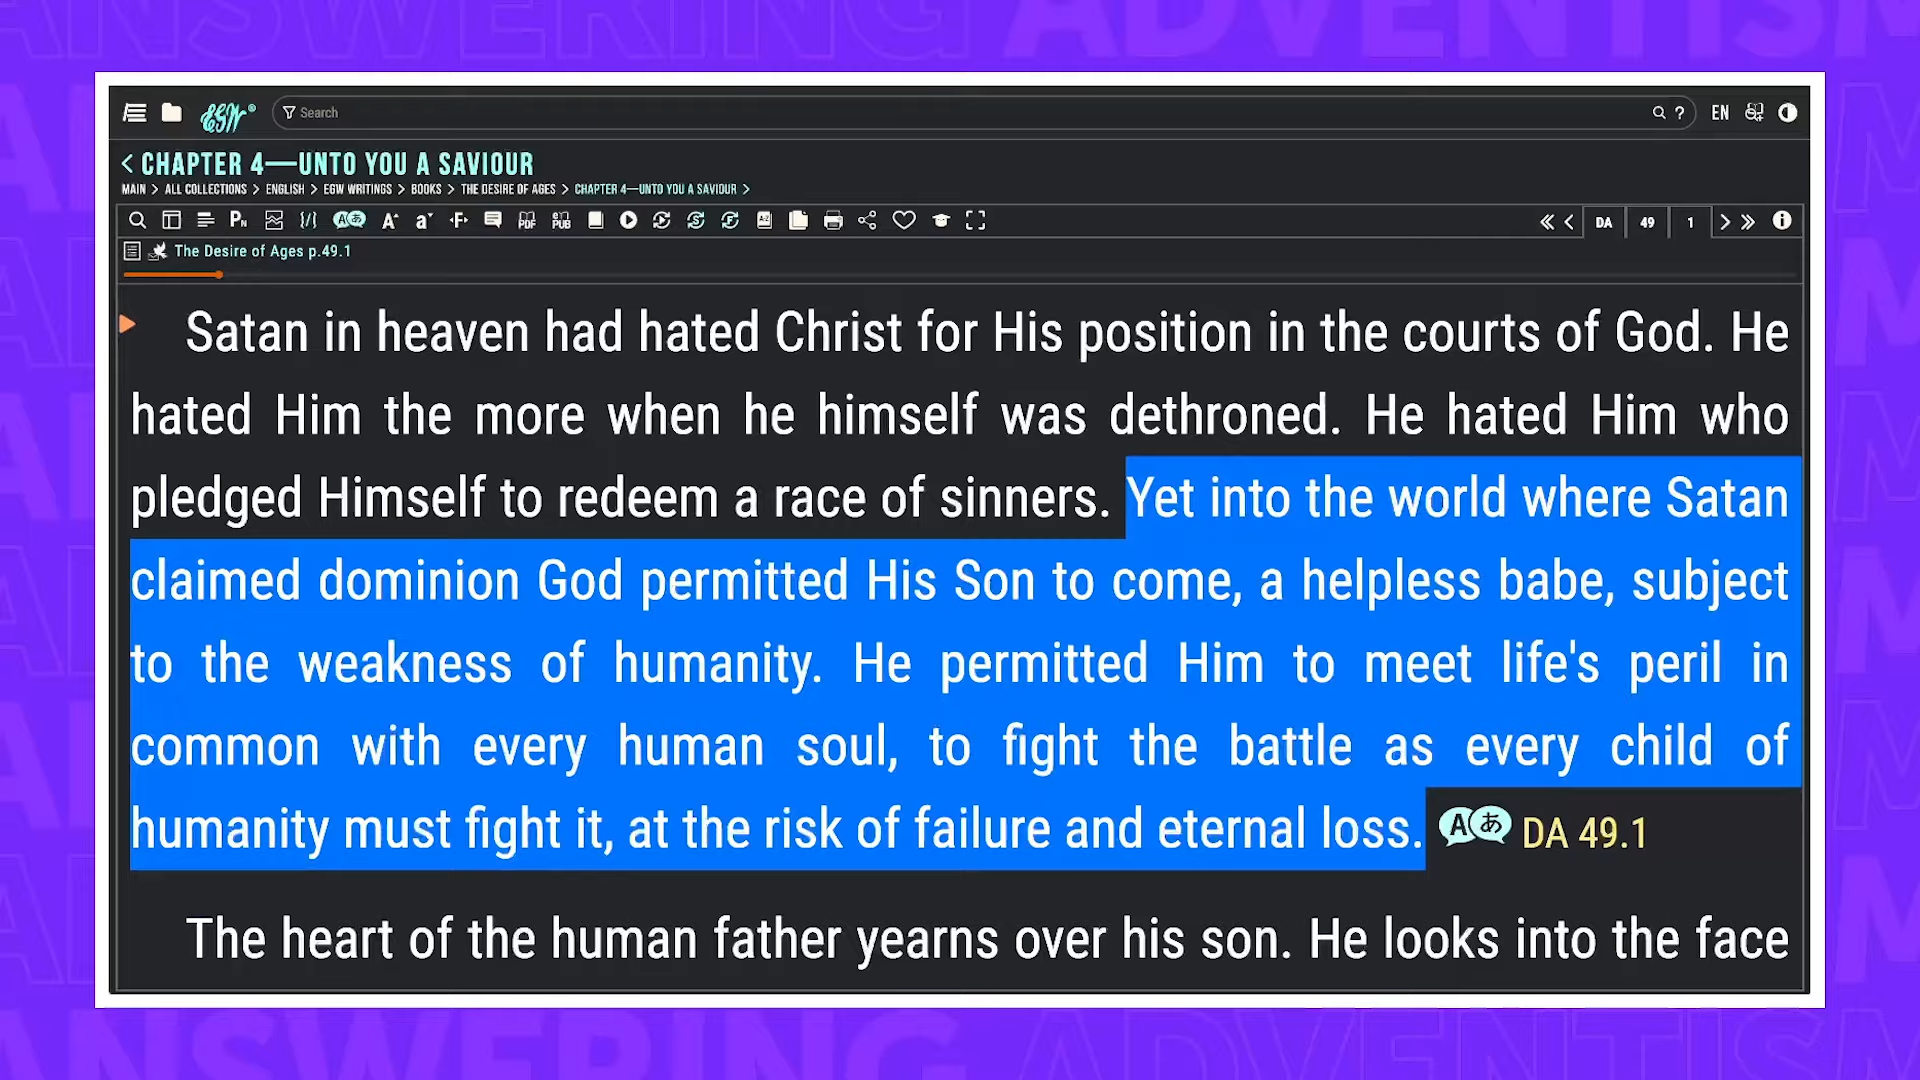 ANSWERING ADVENTISM
EGW
Search
?
EN
CHAPTER 4—UNTO YOU A SAVIOUR
MAIN > ALL COLLECTIONS > ENGLISH > EGW WRITINGS > BOOKS > THE DESIRE OF AGES > CHAPTER 4—UNTO YOU A SAVIOUR >
DA 49 1
The Desire of Ages p.49.1
Satan in heaven had hated Christ for His position in the courts of God. He
hated Him the more when he himself was dethroned. He hated Him who
pledged Himself to redeem a race of sinners. Yet into the world where Satan
claimed dominion God permitted His Son to come, a helpless babe, subject
to the weakness of humanity. He permitted Him to meet life's peril in
common with every human soul, to fight the battle as every child of
humanity must fight it, at the risk of failure and eternal loss. DA 49.1
The heart of the human father yearns over his son. He looks into the face
ANSWERING ADVENTISM